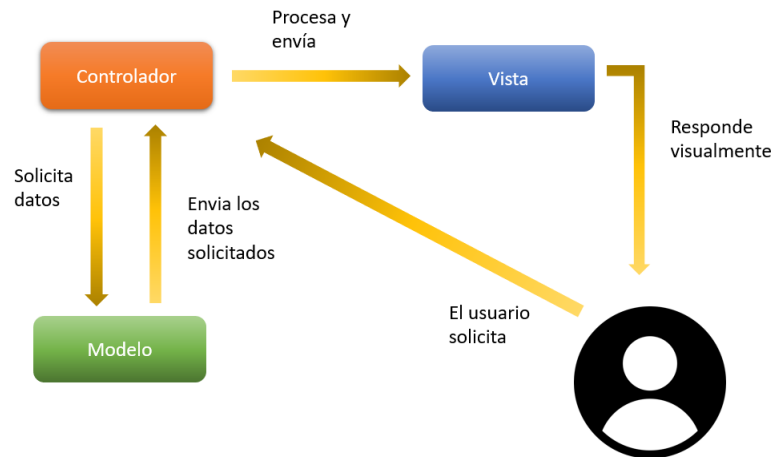 Procesa y
envía
Controlador
Vista
Responde
visualmente
Solicita
datos
Envia los
datos
solicitados
El usuario
solicita
Modelo